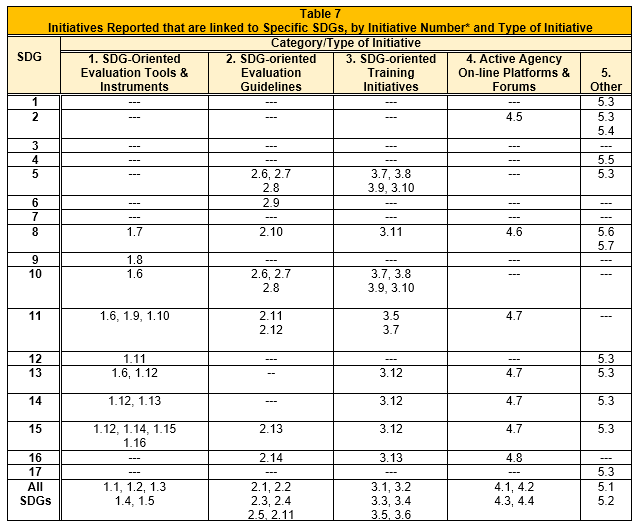 Table 7
Initiatives Reported that are linked to Specific SDGs, by Initiative Number* and Type of Initiative
SDG
Category/Type of Initiative
1. SDG-Oriented Evaluation Tools & Instruments
2. SDG-oriented Evaluation Guidelines
3. SDG-oriented Training Initiatives
4. Active Agency On-line Platforms & Forums
5. Other
1 --- --- --- --- 5.3
2 --- --- --- 4.5 5.3
5.4
3 --- --- --- --- ---
4 --- --- --- --- 5.5
5 --- 2.6, 2.7 3.7, 3.8 --- 5.3
2.8 3.9, 3.10
6 --- 2.9 --- --- ---
7 --- --- --- --- ---
8 1.7 2.10 3.11 4.6 5.6
5.7
9 1.8 --- --- --- ---
10 1.6 2.6, 2.7 3.7, 3.8 --- ---
2.8 3.9, 3.10
11 1.6, 1.9, 1.10 2.11 3.5 4.7 ---
2.12 3.7
12 1.11 --- --- --- 5.3
13 1.6, 1.12 -- 3.12 4.7 5.3
14 1.12, 1.13 --- 3.12 4.7 5.3
15 1.12, 1.14, 1.15 2.13 3.12 4.7 5.3
1.16
16 --- 2.14 3.13 4.8 ---
17 --- --- --- --- 5.3
All 1.1, 1.2, 1.3 2.1, 2.2 3.1, 3.2 4.1, 4.2 5.1
SDGs 1.4, 1.5 2.3, 2.4 3.3, 3.4 4.3, 4.4 5.2
2.5, 2.11 3.5, 3.6